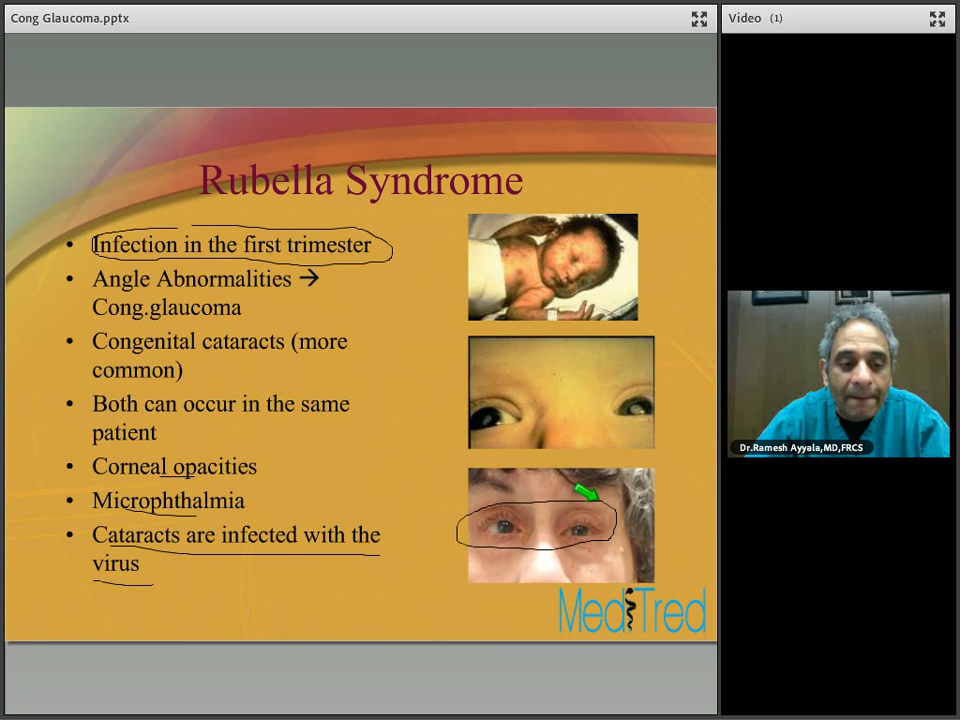 Cong Glaucoma.pptx
Video (1)
Rubella Syndrome
• Infection in the first trimester
• Angle Abnormalities →
Cong.glaucoma
• Congenital cataracts (more
common)
• Both can occur in the same
patient
• Corneal opacities
• Microphthalmia
• Cataracts are infected with the
virus
MediTred
Dr.Ramesh Ayyala,MD,FRCS